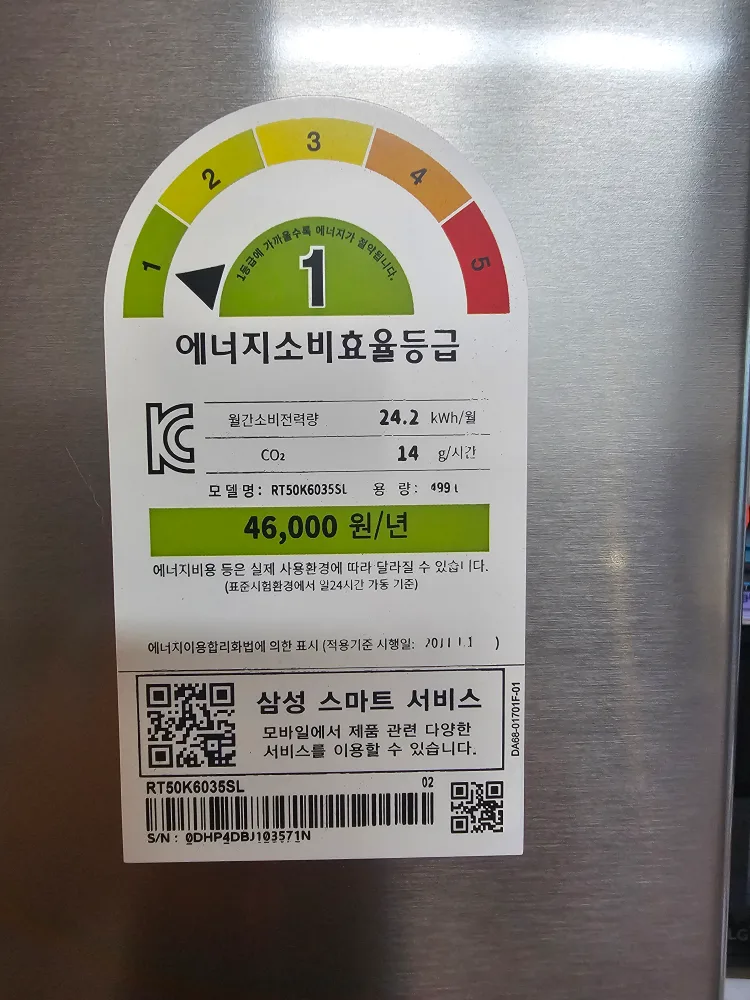 1 2 3 4 5
1등급에 가까울수록 에너지가 절약됩니다.
1
에너지소비효율등급
월간소비전력량 24.2 kWh/월
CO₂ 14 g/시간
모델명: RT50K6035SL 용 량: 499ℓ
46,000 원/년
에너지비용 등은 실제 사용환경에 따라 달라질 수 있습니다.
(표준시험환경에서 일24시간 가동 기준)
에너지이용합리화법에 의한 표시 (적용기준 시행일: )
삼성 스마트 서비스
모바일에서 제품 관련 다양한
서비스를 이용할 수 있습니다.
DA68-01701F-01
RT50K6035SL 02
S/N : 0DHP4DBJ103571N
LG